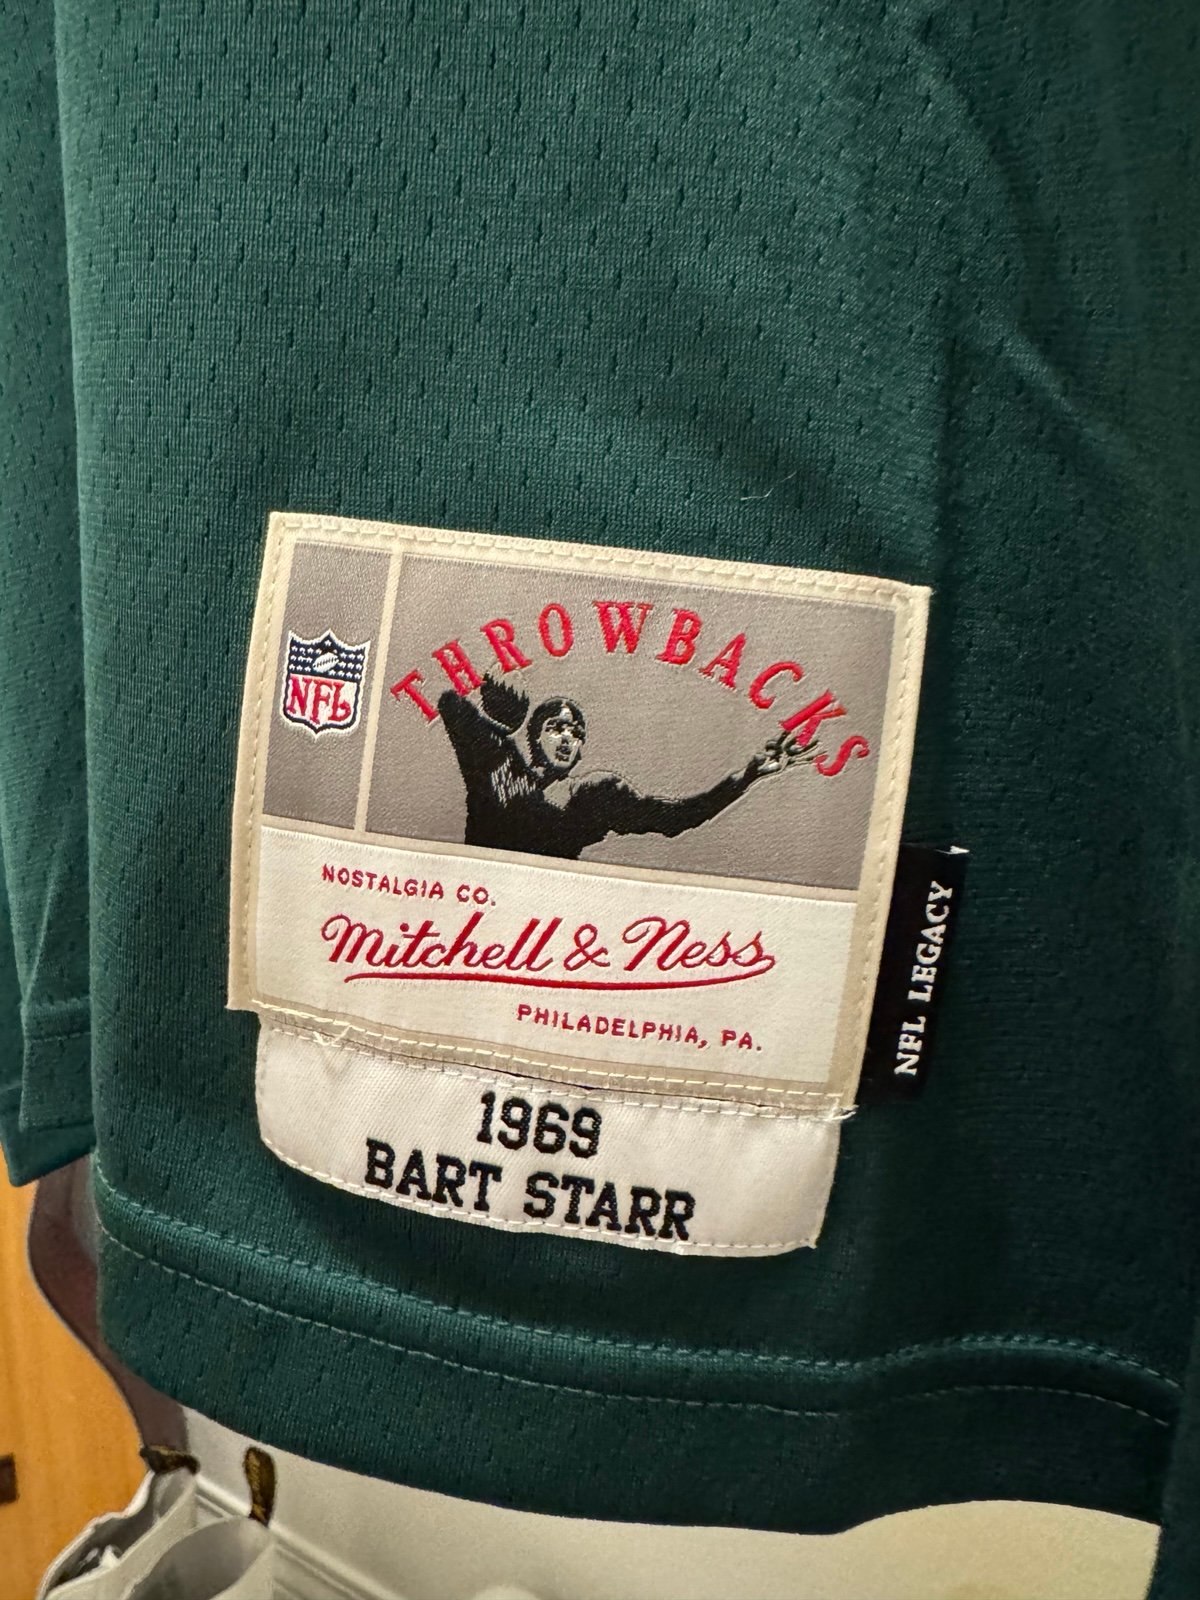 THROWBACKS
NFL
NOSTALGIA CO.
Mitchell & Ness
PHILADELPHIA, PA.
NFL LEGACY
1969
BART STARR